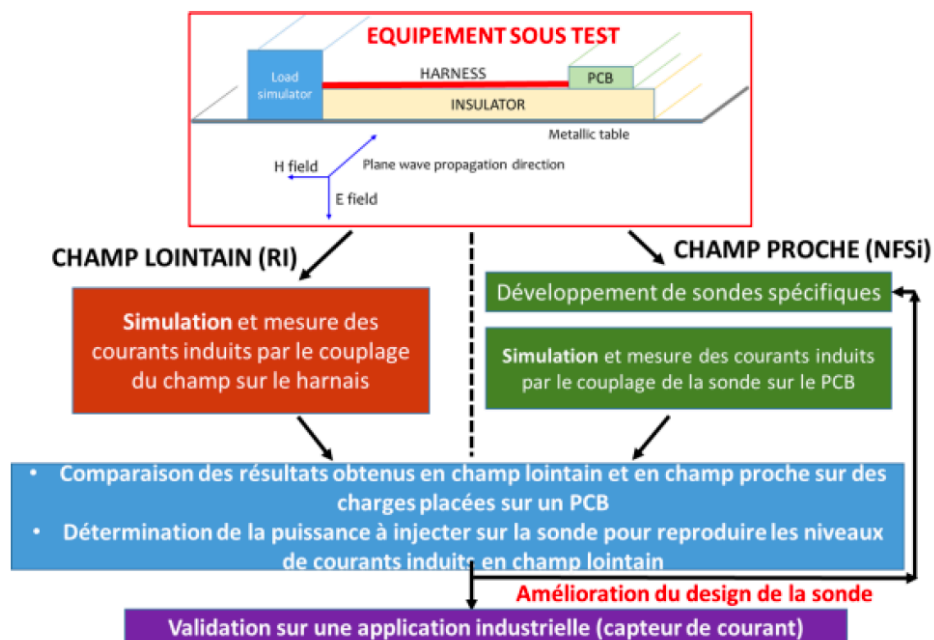 EQUIPEMENT SOUS TEST
Load
simulator
HARNESS
PCB
INSULATOR
Metallic table
H field
Plane wave propagation direction
E field
CHAMP LOINTAIN (RI)
CHAMP PROCHE (NFSi)
Simulation et mesure des
courants induits par le couplage
du champ sur le harnais
Développement de sondes spécifiques
Simulation et mesure des courants induits
par le couplage de la sonde sur le PCB
• Comparaison des résultats obtenus en champ lointain et en champ proche sur des
charges placées sur un PCB
• Détermination de la puissance à injecter sur la sonde pour reproduire les niveaux
de courants induits en champ lointain
Amélioration du design de la sonde
Validation sur une application industrielle (capteur de courant)